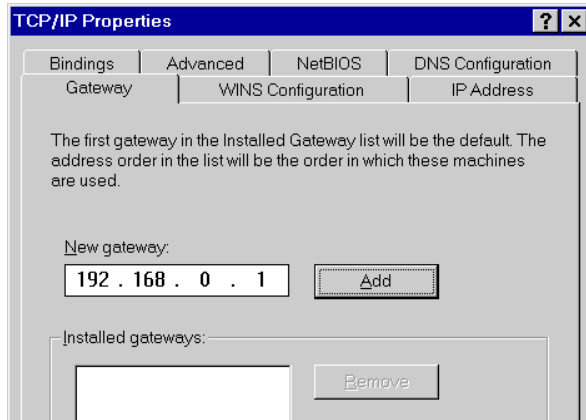 TCP/IP Properties
Bindings Advanced NetBIOS DNS Configuration
Gateway WINS Configuration IP Address
The first gateway in the Installed Gateway list will be the default. The
address order in the list will be the order in which these machines
are used.
New gateway:
192 . 168 . 0 . 1 Add
Installed gateways:
Remove